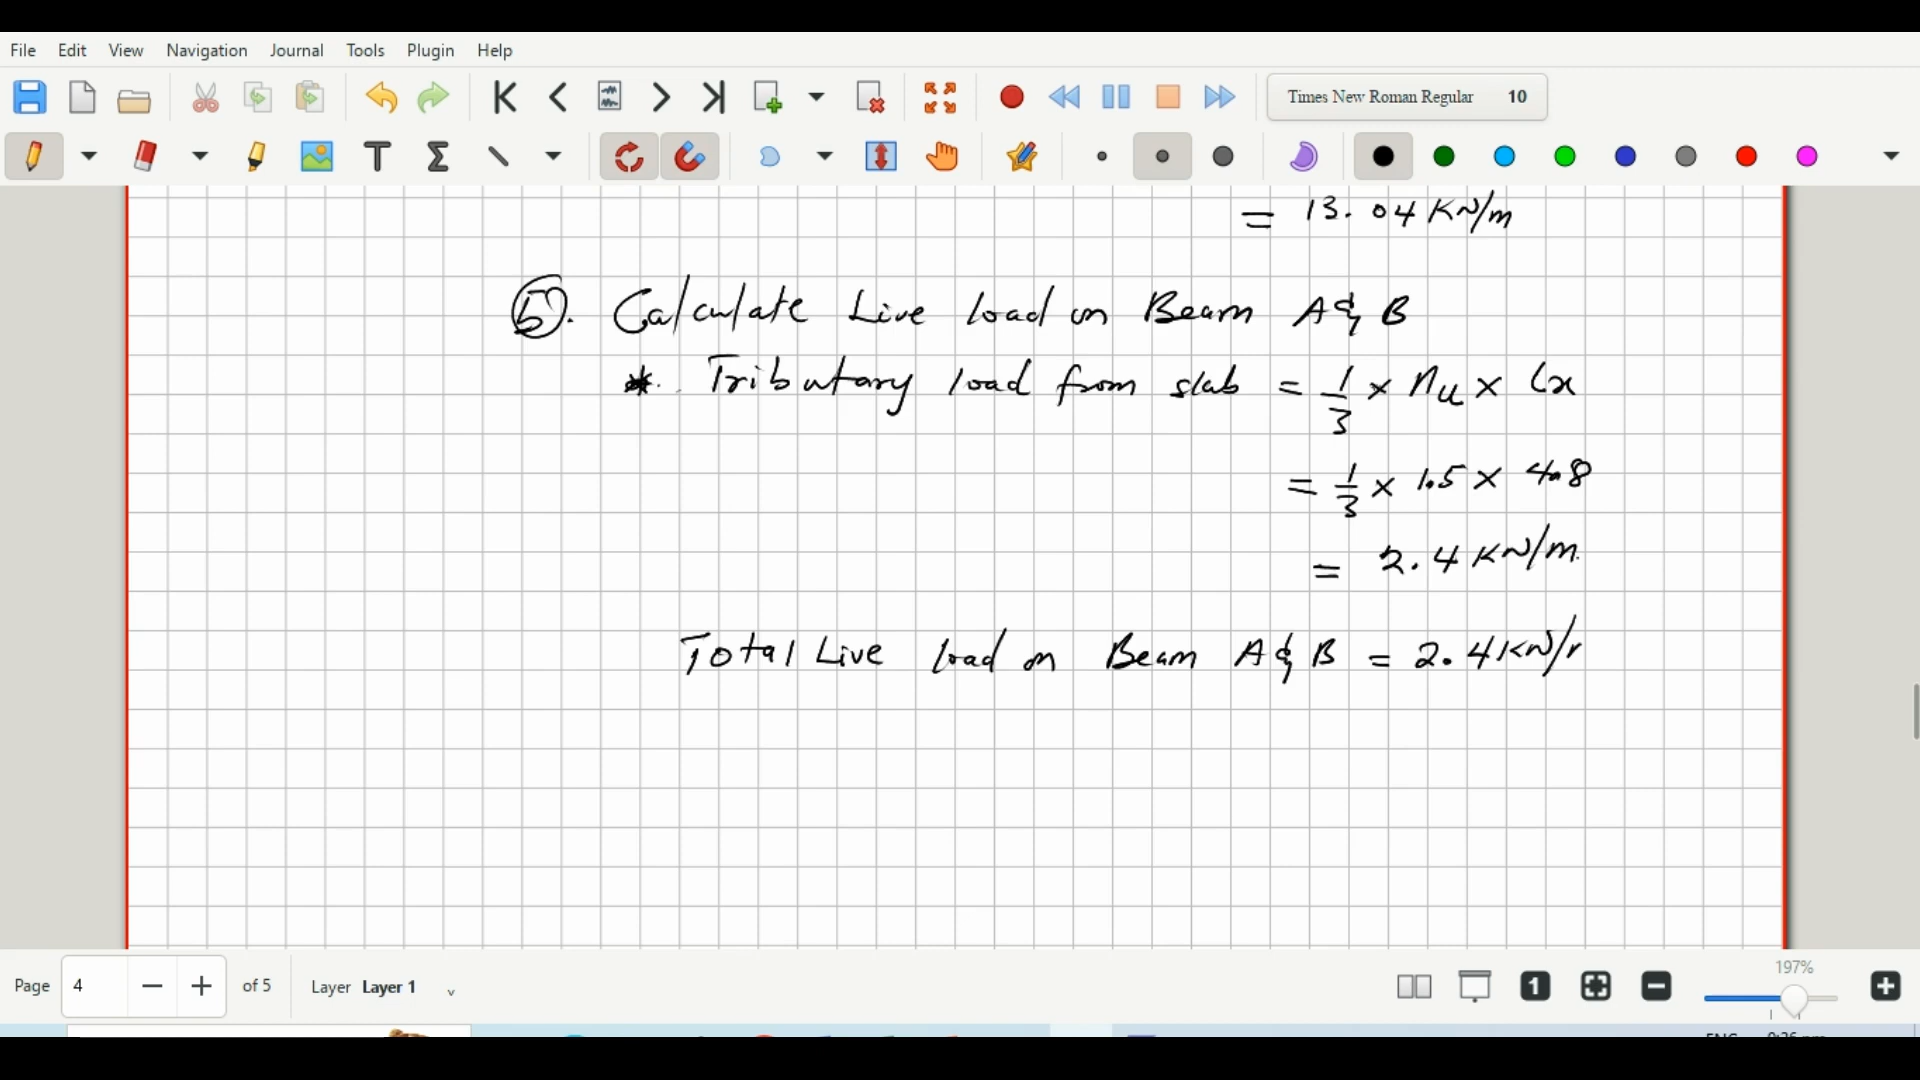 File Edit View Navigation Journal Tools Plugin Help
Times New Roman Regular 10
= 13.04 KN/m
5). Calculate Live load on Beam A & B
* . Tributary load from slab = 1/3 × nu × Lx
= 1/3 × 1.5 × 4.8
= 2.4 KN/m.
Total Live load on Beam A & B = 2.4 KN/
Page 4 of 5 Layer Layer 1 197%